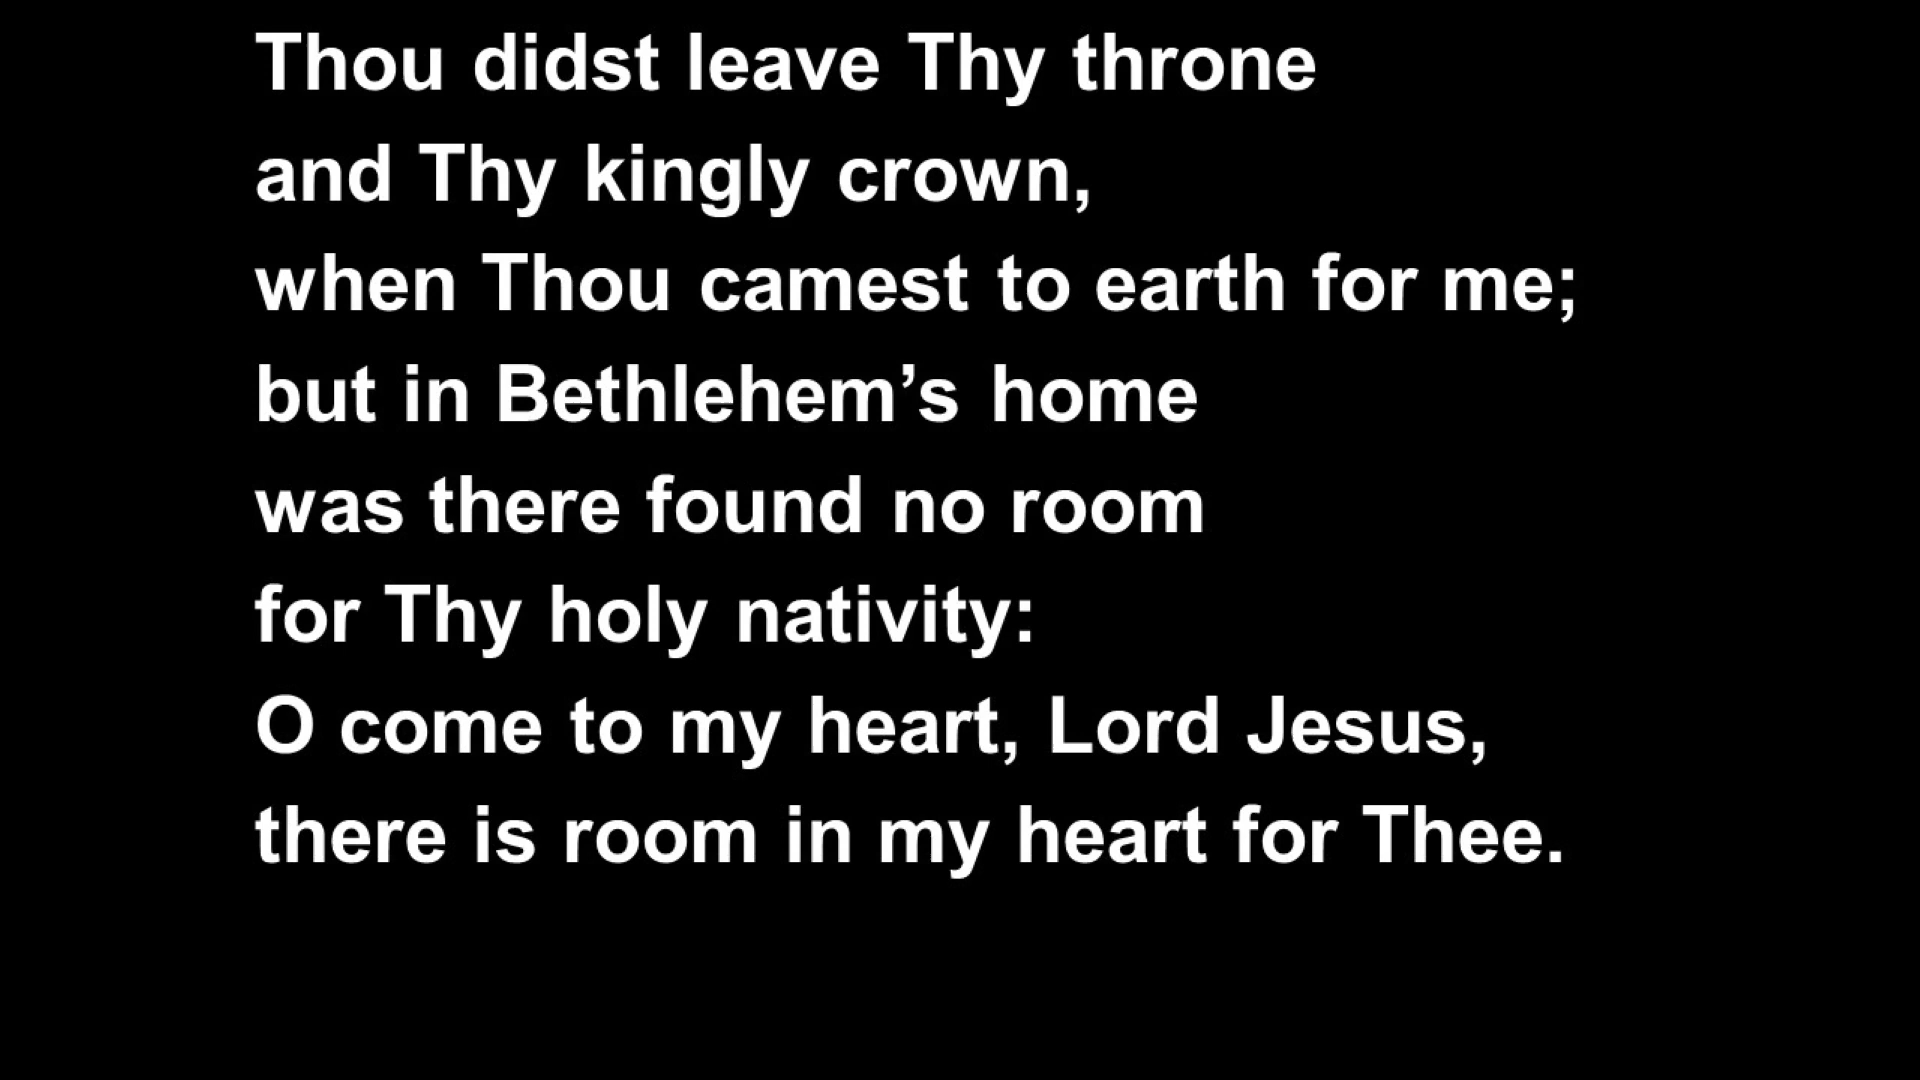 Thou didst leave Thy throne
and Thy kingly crown,
when Thou camest to earth for me;
but in Bethlehem’s home
was there found no room
for Thy holy nativity:
O come to my heart, Lord Jesus,
there is room in my heart for Thee.